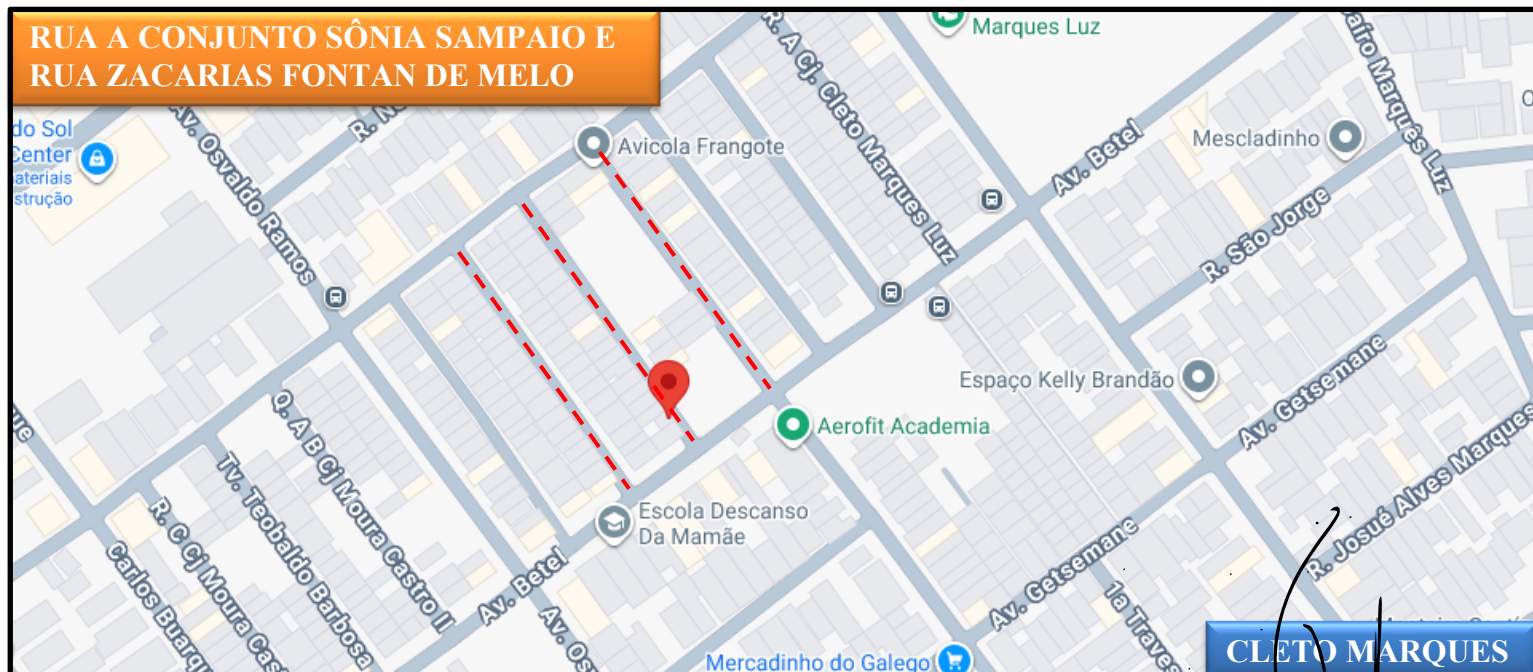 RUA A CONJUNTO SÔNIA SAMPAIO E
RUA ZACARIAS FONTAN DE MELO
Marques Luz
R. A Cj. Cleto Marques Luz
do Sol
Center
ateriais
strução
Av. Osvaldo Ramos
Avicola Frangote
Av. Betel
Mescladinho
R. São Jorge
Espaço Kelly Brandão
Av. Getsemane
Aerofit Academia
R. Josué Alves Marques
Escola Descanso
Da Mamãe
Q. A B Cj Moura Castro II
Tv. Teobaldo Barbosa
R. C Cj Moura Cas
Carlos Buarq
Av. Betel
Av. Os
Av. Getsemane
1a Traves
Mercadinho do Galego
CLETO MARQUES